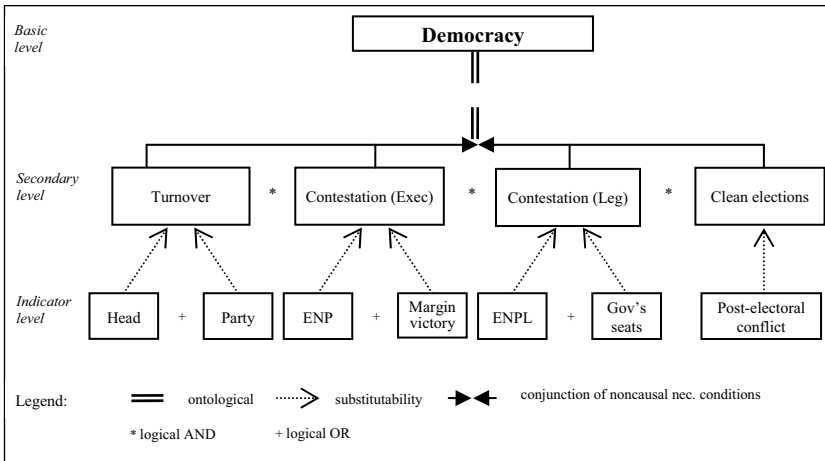 Basic
level
Democracy
Secondary
level
Turnover * Contestation (Exec) * Contestation (Leg) * Clean elections
Indicator
level
Head + Party ENP + Margin
victory ENPL + Gov's
seats Post-electoral
conflict
Legend: ontological substitutability conjunction of noncausal nec. conditions
* logical AND + logical OR